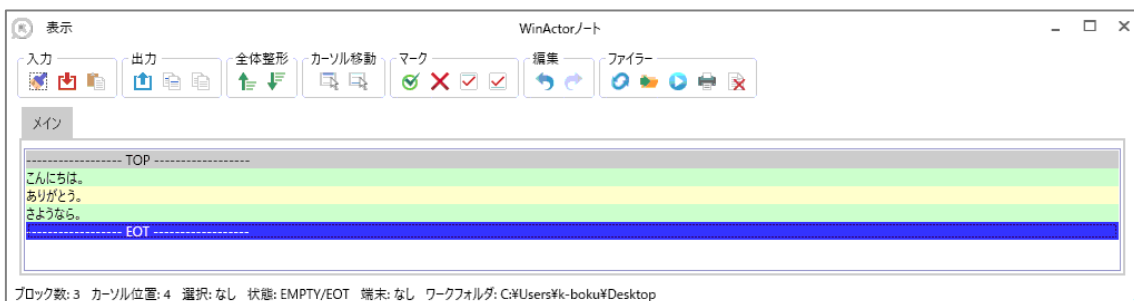 表示 WinActorノート
入力 出力 全体整形 カーソル移動 マーク 編集 ファイラー
メイン
------------------ TOP ------------------
こんにちは。
ありがとう。
さようなら。
------------------ EOT ------------------
ブロック数: 3 カーソル位置: 4 選択: なし 状態: EMPTY/EOT 端末: なし ワークフォルダ: C:¥Users¥k-boku¥Desktop